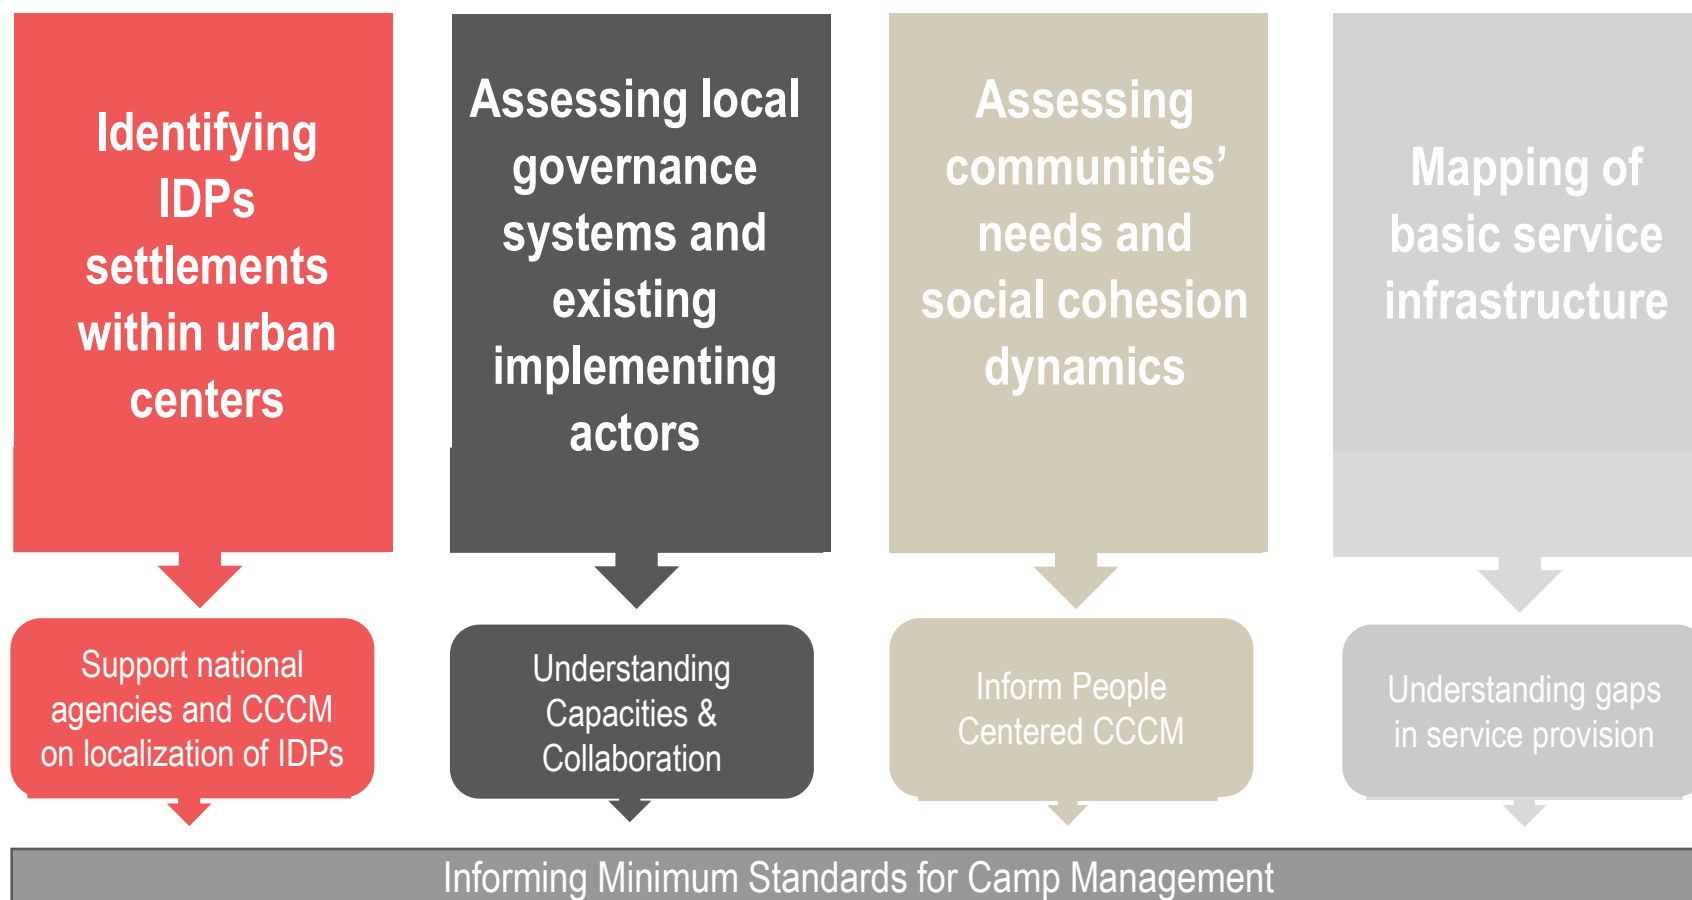 Identifying
IDPs
settlements
within urban
centers
Assessing local
governance
systems and
existing
implementing
actors
Assessing
communities’
needs and
social cohesion
dynamics
Mapping of
basic service
infrastructure
Support national
agencies and CCCM
on localization of IDPs
Understanding
Capacities &
Collaboration
Inform People
Centered CCCM
Understanding gaps
in service provision
Informing Minimum Standards for Camp Management